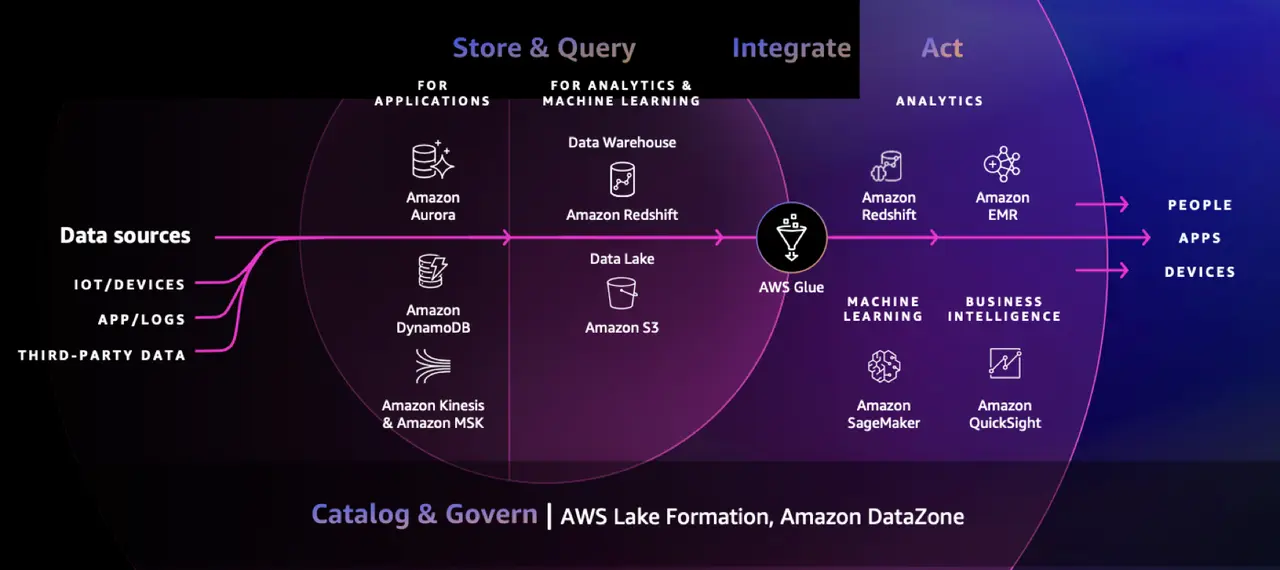 Store & Query
Integrate
Act
FOR
APPLICATIONS
FOR ANALYTICS &
MACHINE LEARNING
ANALYTICS
Data Warehouse
Amazon
Aurora
Amazon Redshift
Amazon
Redshift
Amazon
EMR
Data sources
IOT/DEVICES
APP/LOGS
THIRD-PARTY DATA
Amazon
DynamoDB
Amazon Kinesis
& Amazon MSK
Data Lake
Amazon S3
AWS Glue
MACHINE
LEARNING
BUSINESS
INTELLIGENCE
Amazon
SageMaker
Amazon
QuickSight
PEOPLE
APPS
DEVICES
Catalog & Govern | AWS Lake Formation, Amazon DataZone